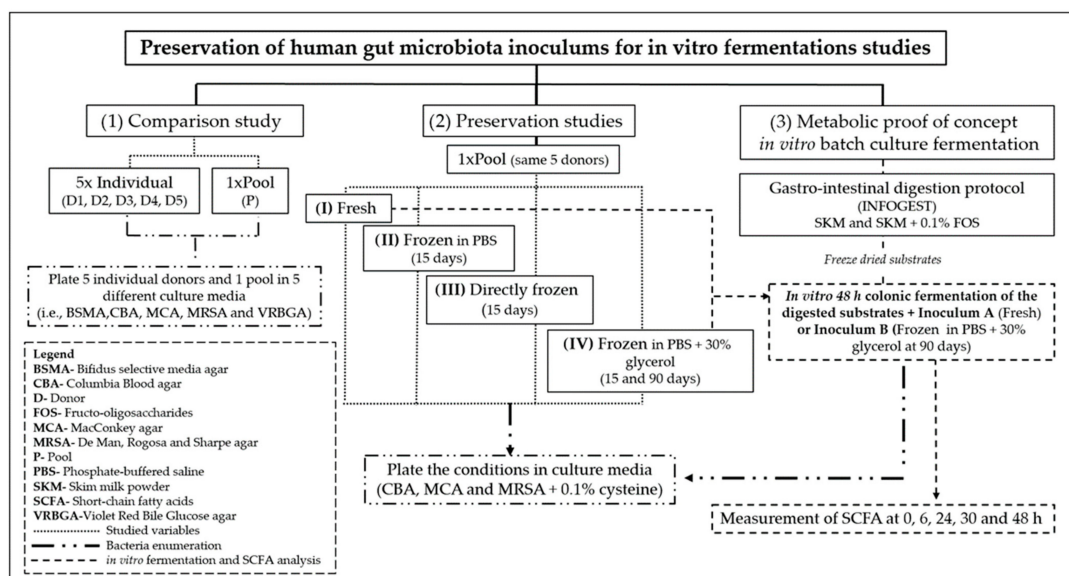 Preservation of human gut microbiota inoculums for in vitro fermentations studies
(1) Comparison study
5x Individual
(D1, D2, D3, D4, D5)
1xPool
(P)
Plate 5 individual donors and 1 pool in 5
different culture media
(i.e., BSMA,CBA, MCA, MRSA and VRBGA)
(2) Preservation studies
1xPool (same 5 donors)
(I) Fresh
(II) Frozen in PBS
(15 days)
(III) Directly frozen
(15 days)
(IV) Frozen in PBS + 30%
glycerol
(15 and 90 days)
Plate the conditions in culture media
(CBA, MCA and MRSA + 0.1% cysteine)
(3) Metabolic proof of concept
in vitro batch culture fermentation
Gastro-intestinal digestion protocol
(INFOGEST)
SKM and SKM + 0.1% FOS
Freeze dried substrates
In vitro 48 h colonic fermentation of the
digested substrates + Inoculum A (Fresh)
or Inoculum B (Frozen in PBS + 30%
glycerol at 90 days)
Measurement of SCFA at 0, 6, 24, 30 and 48 h
Legend
BSMA- Bifidus selective media agar
CBA- Columbia Blood agar
D- Donor
FOS- Fructo-oligosaccharides
MCA- MacConkey agar
MRSA- De Man, Rogosa and Sharpe agar
P- Pool
PBS- Phosphate-buffered saline
SKM- Skim milk powder
SCFA- Short-chain fatty acids
VRBGA-Violet Red Bile Glucose agar
Studied variables
Bacteria enumeration
in vitro fermentation and SCFA analysis